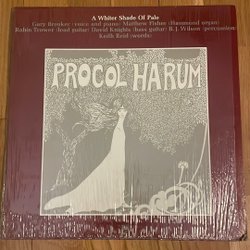 A Whiter Shade Of Pale
Gary Brooker (voice and piano) Matthew Fisher (Hammond organ)
Robin Trower (lead guitar) David Knights (bass guitar) B. J. Wilson (percussion)
Keith Reid (words)
PROCOL HARUM